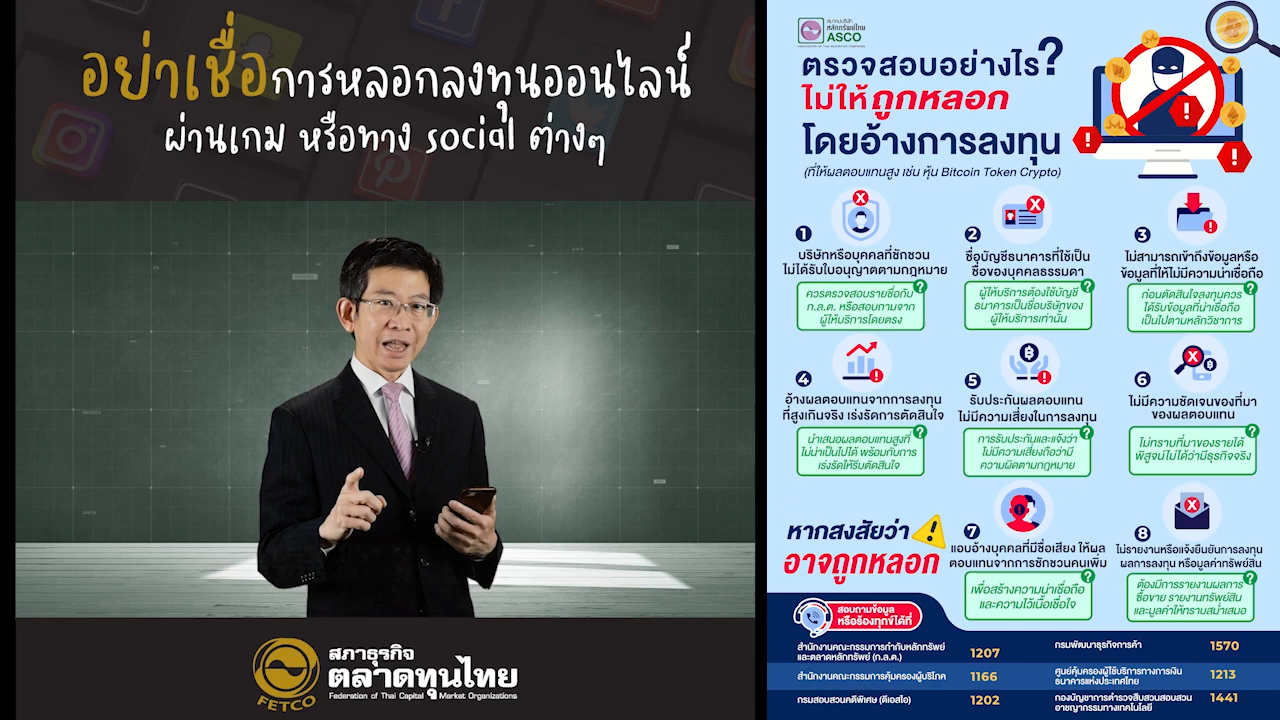 อย่าเชื่อการหลอกลงทุนออนไลน์
ผ่านเกม หรือทาง social ต่างๆ
FETCO
สภาธุรกิจ
ตลาดทุนไทย
Federation of Thai Capital Market Organizations
สมาคมบริษัท
หลักทรัพย์ไทย
ASCO
ASSOCIATION OF THAI SECURITIES COMPANIES
ตรวจสอบอย่างไร?
ไม่ให้ถูกหลอก
โดยอ้างการลงทุน
(ที่ให้ผลตอบแทนสูง เช่น หุ้น Bitcoin Token Crypto)
1
บริษัทหรือบุคคลที่ชักชวน
ไม่ได้รับใบอนุญาตตามกฎหมาย
ควรตรวจสอบรายชื่อกับ
ก.ล.ต. หรือสอบถามจาก
ผู้ให้บริการโดยตรง
2
ชื่อบัญชีธนาคารที่ใช้เป็น
ชื่อของบุคคลธรรมดา
ผู้ให้บริการต้องใช้บัญชี
ธนาคารเป็นชื่อบริษัทของ
ผู้ให้บริการเท่านั้น
3
ไม่สามารถเข้าถึงข้อมูลหรือ
ข้อมูลที่ให้ไม่มีความน่าเชื่อถือ
ก่อนตัดสินใจลงทุนควร
ได้รับข้อมูลที่น่าเชื่อถือ
เป็นไปตามหลักวิชาการ
4
อ้างผลตอบแทนจากการลงทุน
ที่สูงเกินจริง เร่งรัดการตัดสินใจ
นำเสนอผลตอบแทนสูงที่
ไม่น่าเป็นไปได้ พร้อมกับการ
เร่งรัดให้รีบตัดสินใจ
5
รับประกันผลตอบแทน
ไม่มีความเสี่ยงในการลงทุน
การรับประกันและแจ้งว่า
ไม่มีความเสี่ยงถือว่ามี
ความผิดตามกฎหมาย
6
ไม่มีความชัดเจนของที่มา
ของผลตอบแทน
ไม่ทราบที่มาของรายได้
พิสูจน์ไม่ได้ว่ามีธุรกิจจริง
หากสงสัยว่า
อาจถูกหลอก
7
แอบอ้างบุคคลที่มีชื่อเสียง ให้ผล
ตอบแทนจากการชักชวนคนเพิ่ม
เพื่อสร้างความน่าเชื่อถือ
และความไว้เนื้อเชื่อใจ
8
ไม่รายงานหรือแจ้งยืนยันการลงทุน
ผลการลงทุน หรือมูลค่าทรัพย์สิน
ต้องมีการรายงานผลการ
ซื้อขาย รายงานทรัพย์สิน
และมูลค่าให้ทราบสม่ำเสมอ
สอบถามข้อมูล
หรือร้องทุกข์ได้ที่
สำนักงานคณะกรรมการกำกับหลักทรัพย์
และตลาดหลักทรัพย์ (ก.ล.ต.) 1207
สำนักงานคณะกรรมการคุ้มครองผู้บริโภค 1166
กรมสอบสวนคดีพิเศษ (ดีเอสไอ) 1202
กรมพัฒนาธุรกิจการค้า 1570
ศูนย์คุ้มครองผู้ใช้บริการทางการเงิน
ธนาคารแห่งประเทศไทย 1213
กองบัญชาการตำรวจสืบสวนสอบสวน
อาชญากรรมทางเทคโนโลยี 1441